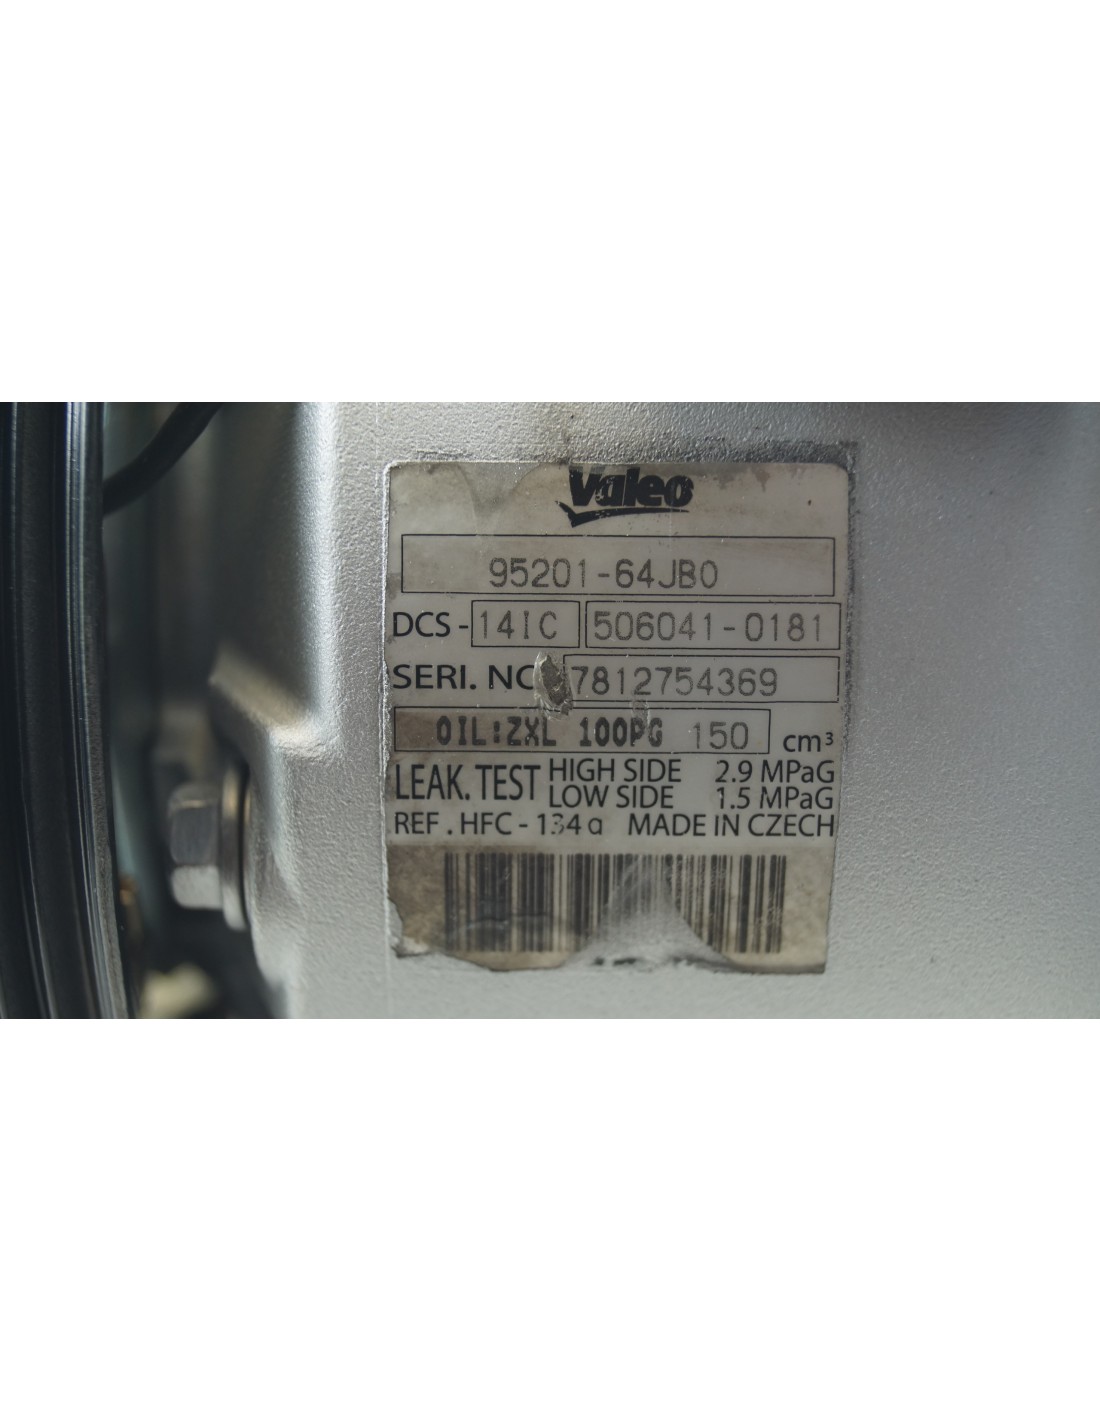 Valeo
95201-64JB0
DCS - 14IC 506041-0181
SERI. NO 7812754369
OIL:ZXL 100PG 150 cm³
LEAK. TEST HIGH SIDE 2.9 MPaG
LOW SIDE 1.5 MPaG
REF . HFC - 134a MADE IN CZECH